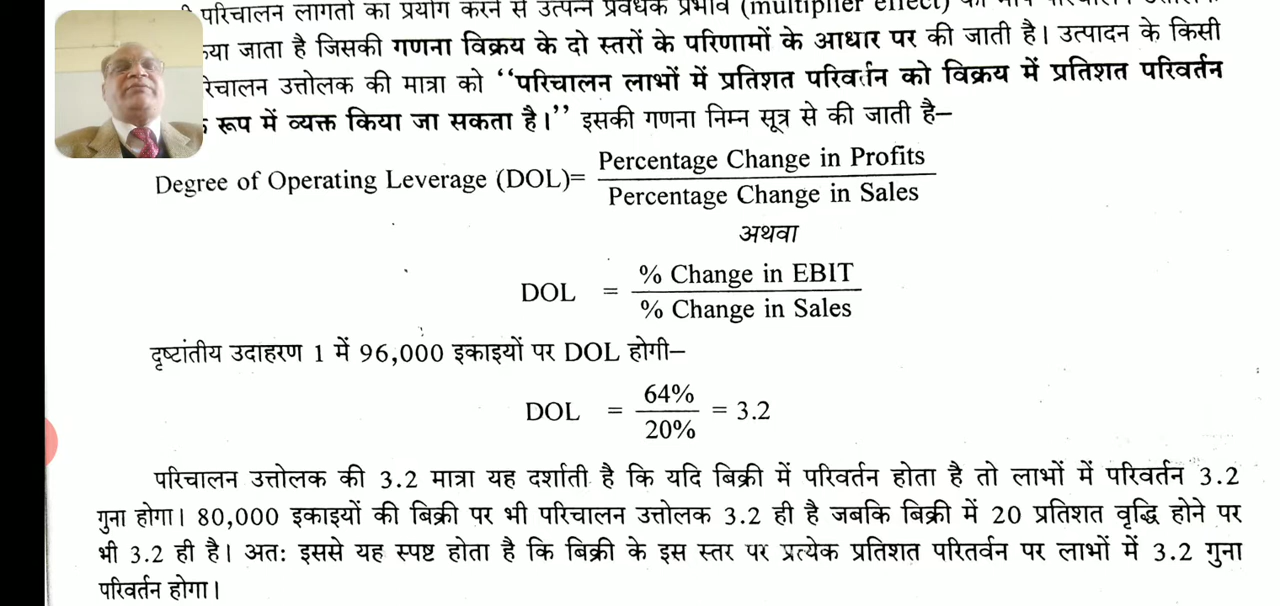 परिचालन लागतों का प्रयोग करने से उत्पन्न प्रवर्धक प्रभाव (multiplier effect)
या जाता है जिसकी गणना विक्रय के दो स्तरों के परिणामों के आधार पर की जाती है। उत्पादन के किसी
रिचालन उत्तोलक की मात्रा को ‘‘परिचालन लाभों में प्रतिशत परिवर्तन को विक्रय में प्रतिशत परिवर्तन
रूप में व्यक्त किया जा सकता है।’’ इसकी गणना निम्न सूत्र से की जाती है–
Degree of Operating Leverage (DOL)= Percentage Change in Profits
Percentage Change in Sales
अथवा
DOL = % Change in EBIT
% Change in Sales
दृष्टांतीय उदाहरण 1 में 96,000 इकाइयों पर DOL होगी–
DOL = 64%
20% = 3.2
परिचालन उत्तोलक की 3.2 मात्रा यह दर्शाती है कि यदि बिक्री में परिवर्तन होता है तो लाभों में परिवर्तन 3.2
गुना होगा। 80,000 इकाइयों की बिक्री पर भी परिचालन उत्तोलक 3.2 ही है जबकि बिक्री में 20 प्रतिशत वृद्धि होने पर
भी 3.2 ही है। अत: इससे यह स्पष्ट होता है कि बिक्री के इस स्तर पर प्रत्येक प्रतिशत परितर्वन पर लाभों में 3.2 गुना
परिवर्तन होगा।